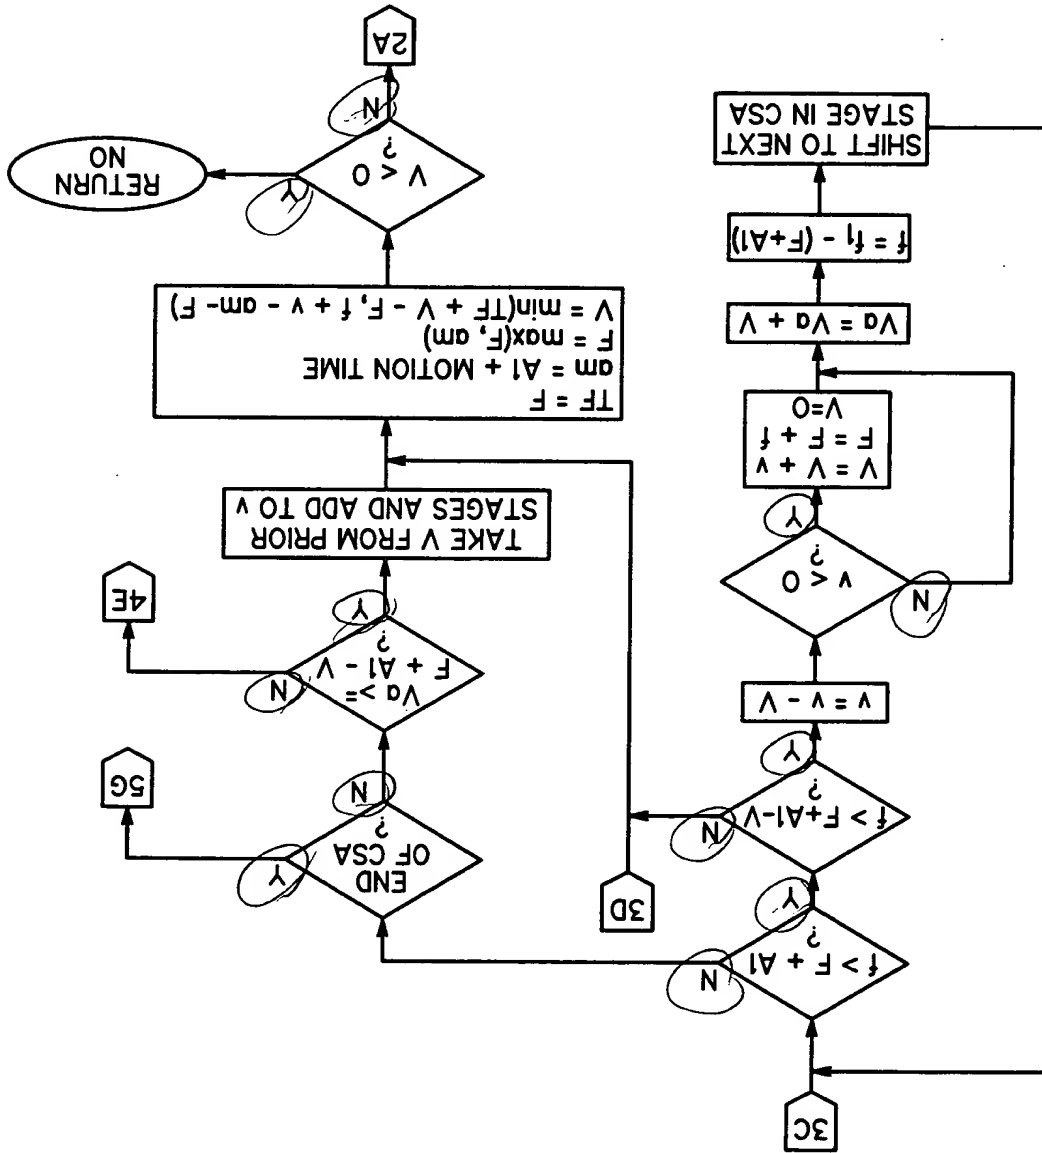 3C
f > F + A1
?
N
Y
3D
f > F+A1-V
?
N
Y
v = v - V
v < 0
?
N
Y
V = V + v
F = F + f
V=0
Va = Va + V
f = f₁ - (F+A1)
SHIFT TO NEXT
STAGE IN CSA
END
OF CSA
?
Y
N
5G
Va >=
F + A1 - V
?
N
Y
4E
TAKE V FROM PRIOR
STAGES AND ADD TO v
TF = F
am = A1 + MOTION TIME
F = max(F, am)
V = min(TF + V - F, f + v - am- F)
V < 0
?
Y
N
RETURN
NO
2A